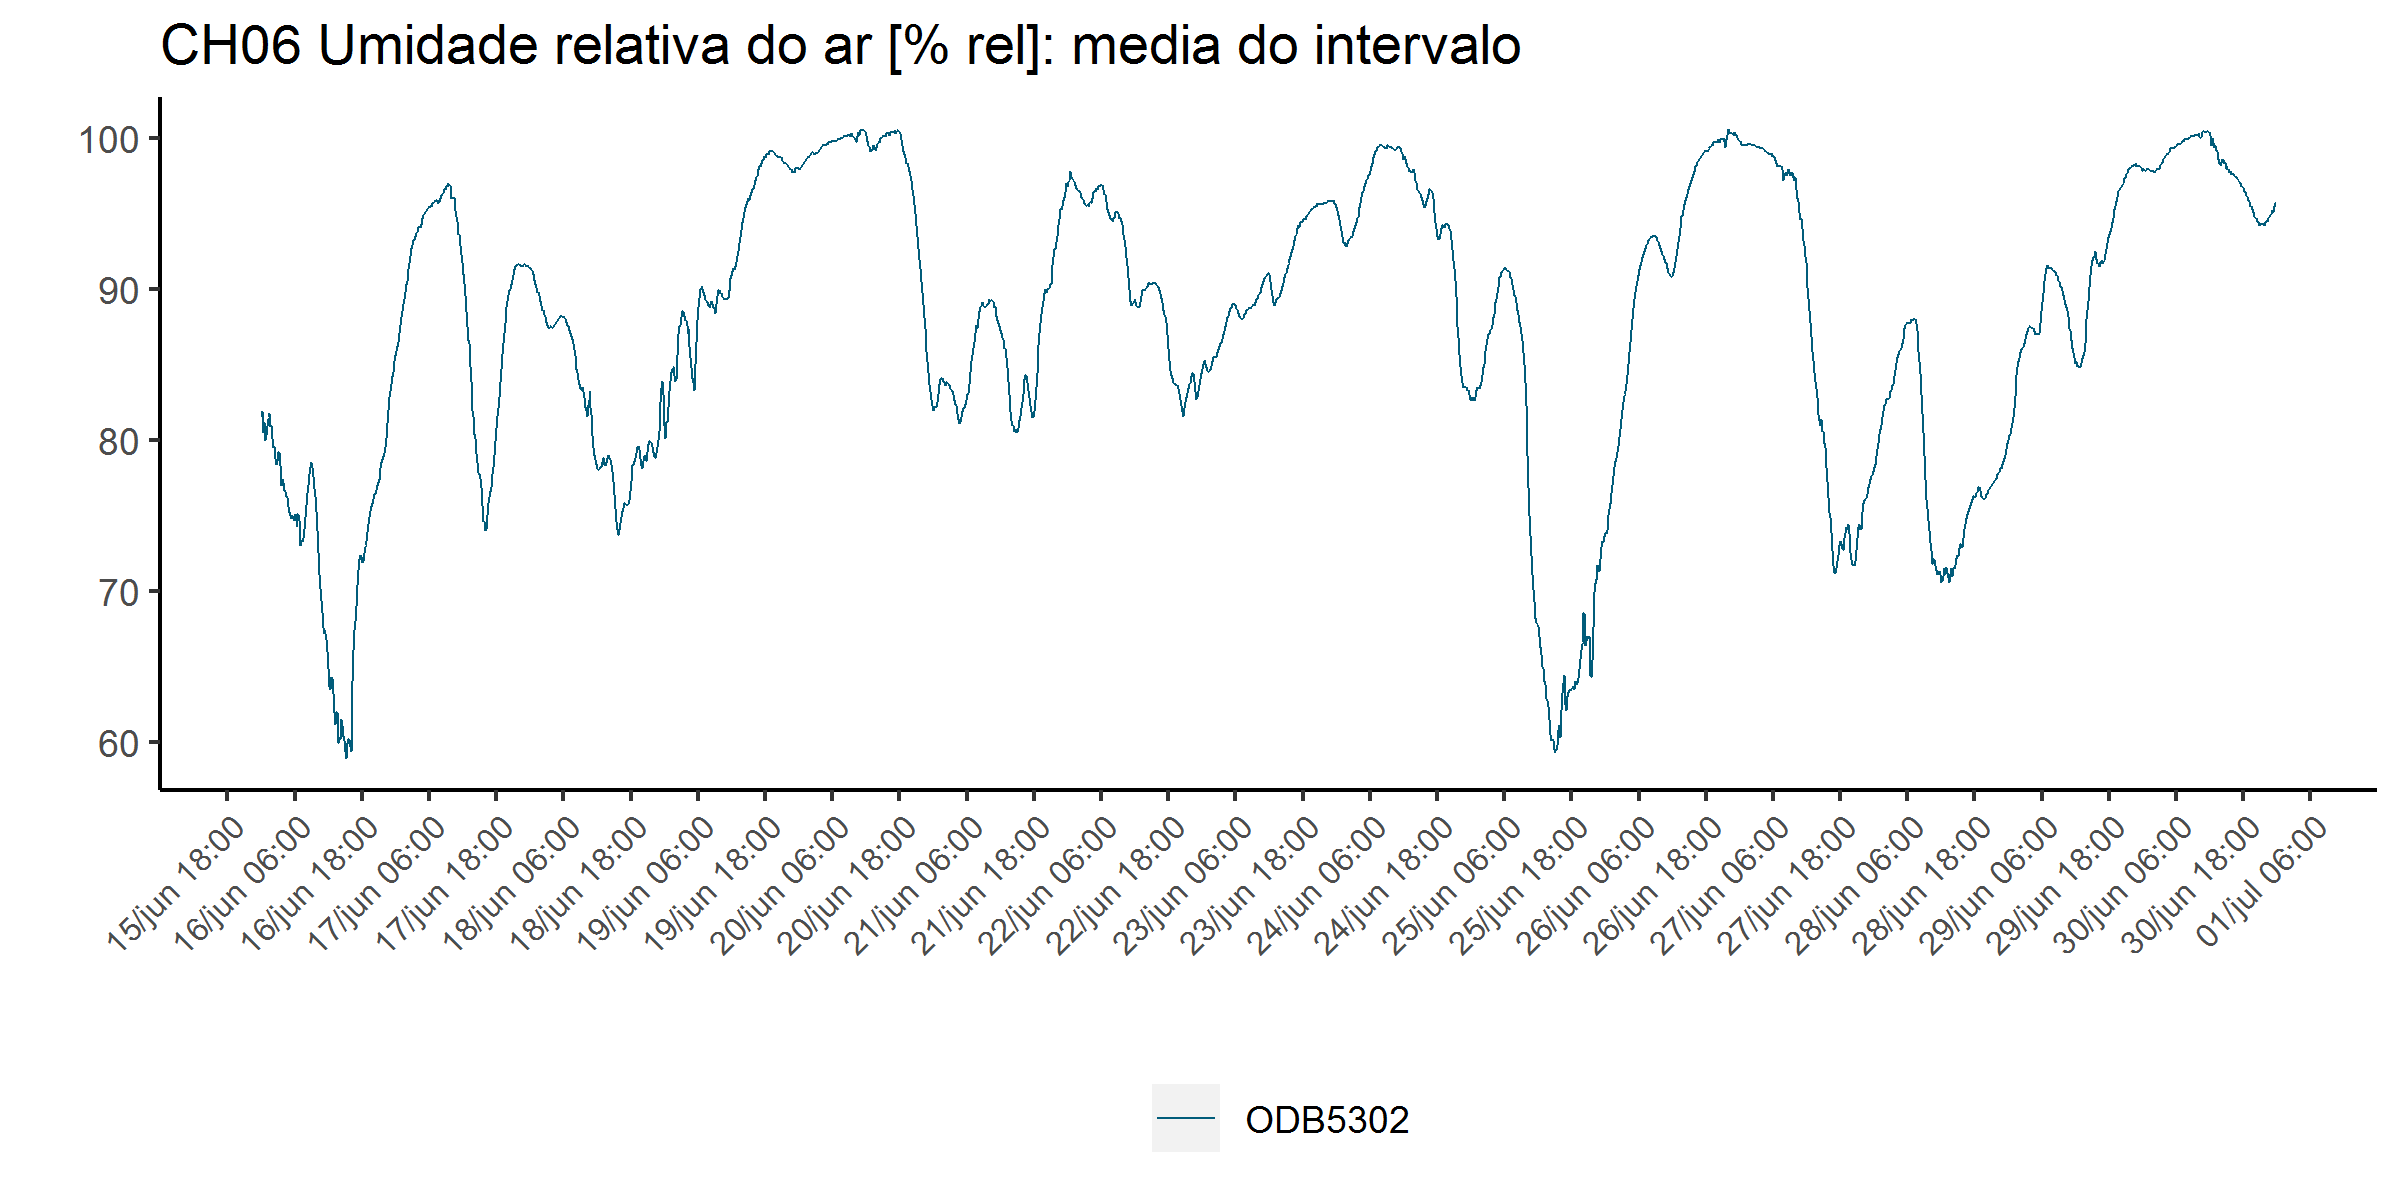 CH06 Umidade relativa do ar [% rel]: media do intervalo
100
90
80
70
60
15/jun 18:00
16/jun 06:00
16/jun 18:00
17/jun 06:00
17/jun 18:00
18/jun 06:00
18/jun 18:00
19/jun 06:00
19/jun 18:00
20/jun 06:00
20/jun 18:00
21/jun 06:00
21/jun 18:00
22/jun 06:00
22/jun 18:00
23/jun 06:00
23/jun 18:00
24/jun 06:00
24/jun 18:00
25/jun 06:00
25/jun 18:00
26/jun 06:00
26/jun 18:00
27/jun 06:00
27/jun 18:00
28/jun 06:00
28/jun 18:00
29/jun 06:00
29/jun 18:00
30/jun 06:00
30/jun 18:00
01/jul 06:00
ODB5302